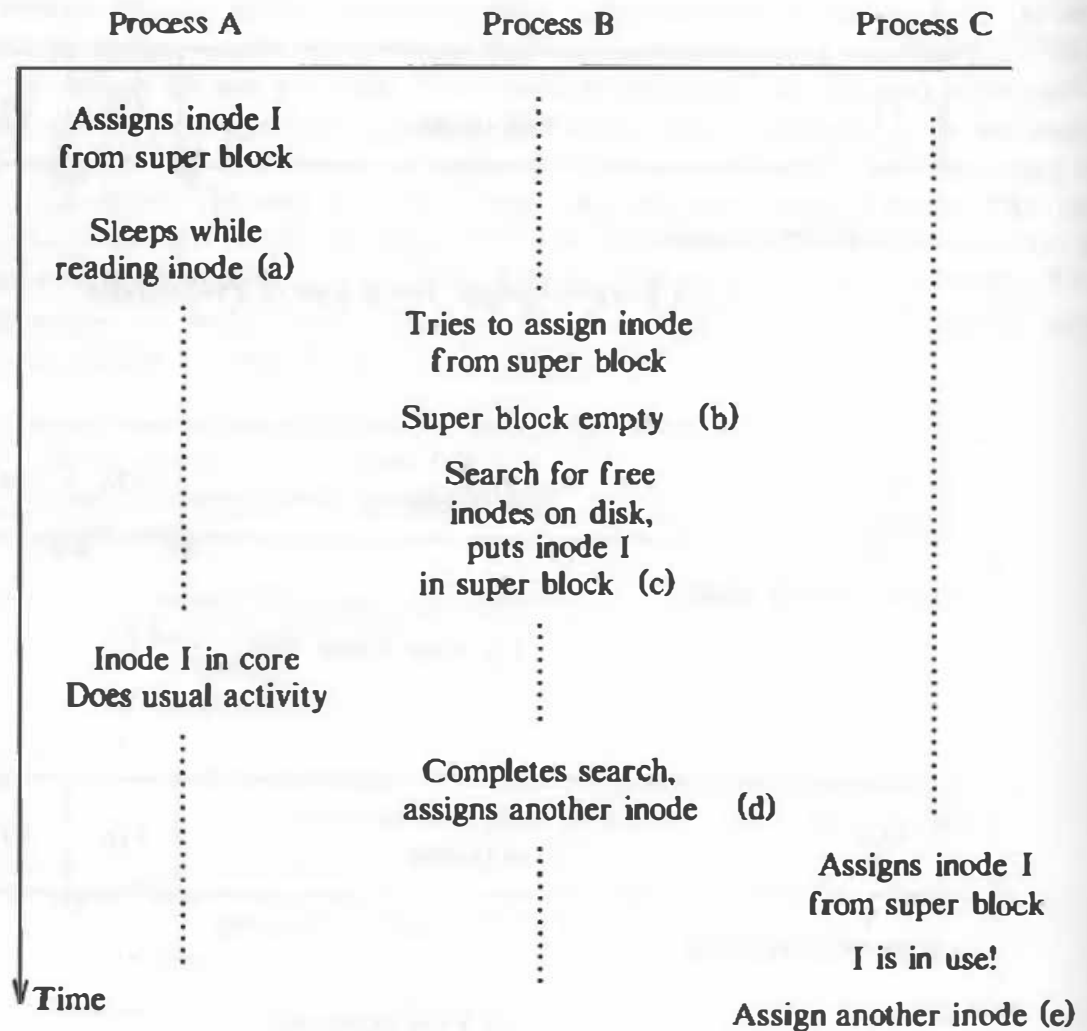 Process A
Process B
Process C
Assigns inode I
from super block
Sleeps while
reading inode (a)
Tries to assign inode
from super block
Super block empty (b)
Search for free
inodes on disk,
puts inode I
in super block (c)
Inode I in core
Does usual activity
Completes search,
assigns another inode (d)
Assigns inode I
from super block
I is in use!
Assign another inode (e)
Time